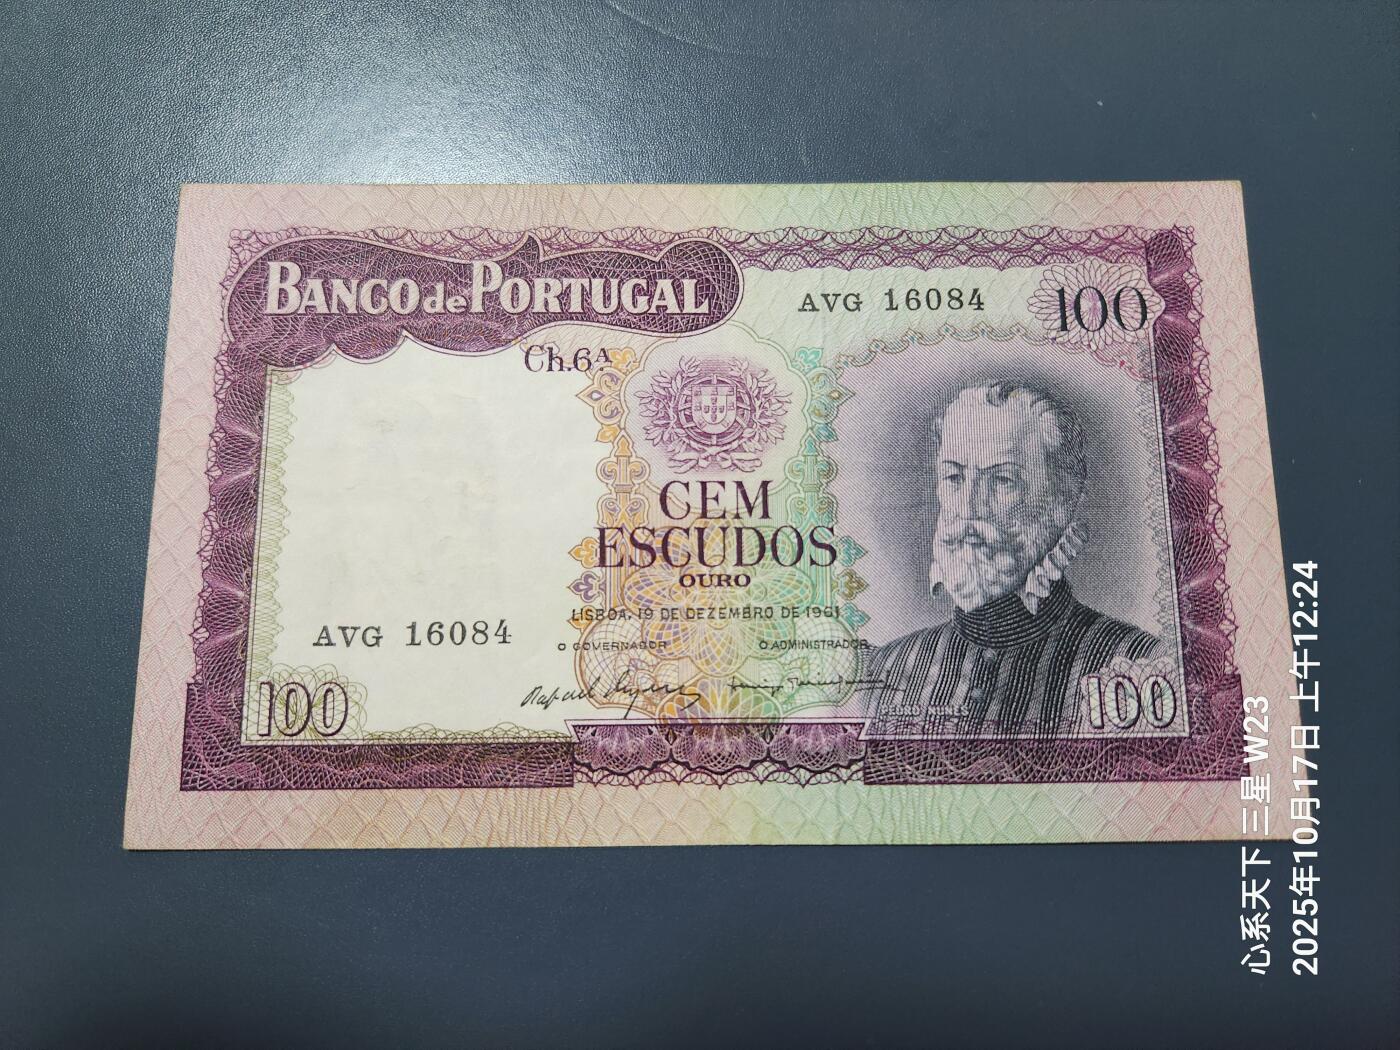 BANCO de PORTUGAL
AVG 16084
100
Ch.6A
CEM
ESCUDOS
OURO
LISBOA, 19 DE DEZEMBRO DE 1961
AVG 16084
O GOVERNADOR
O ADMINISTRADOR
100
PEDRO NUNES
100
心系天下 三星 W23
2025年10月17日 上午12:24